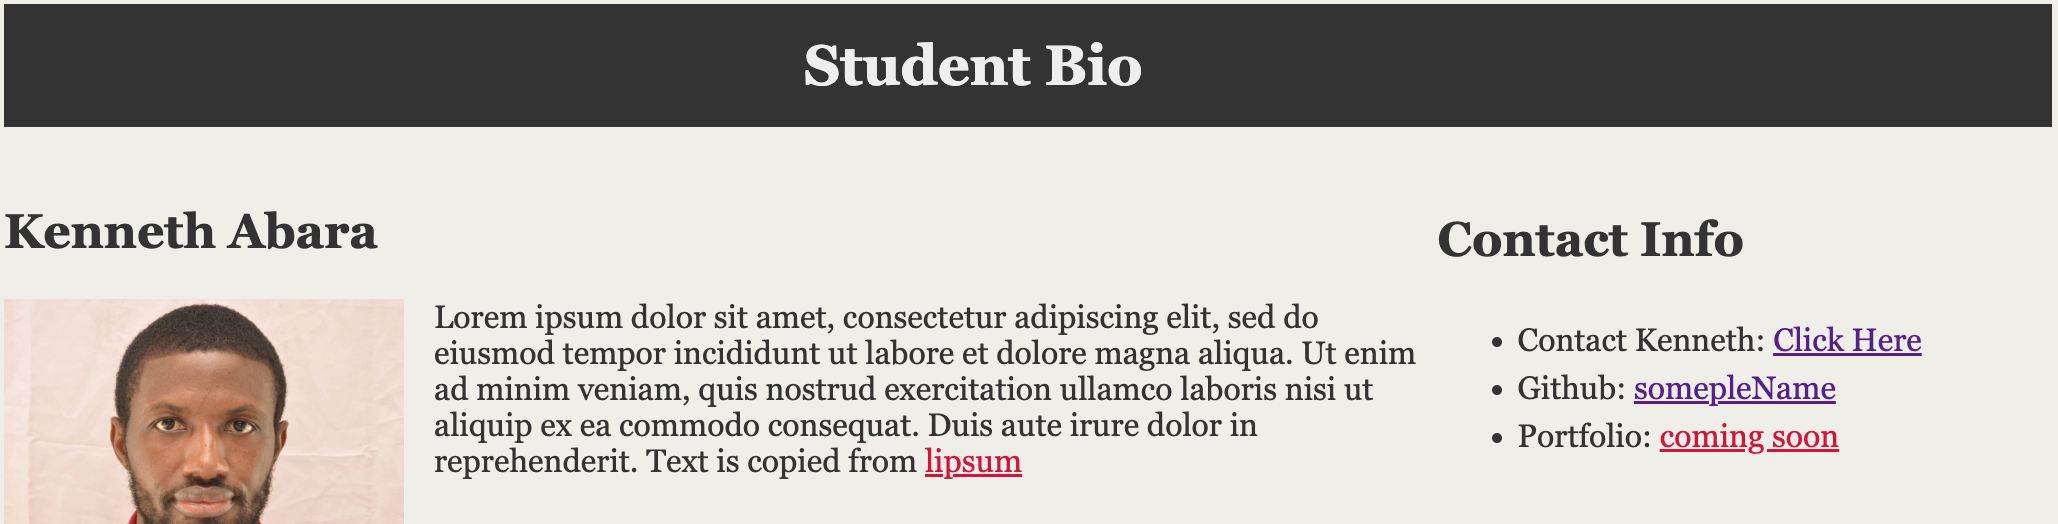 Student Bio
Kenneth Abara
Lorem ipsum dolor sit amet, consectetur adipiscing elit, sed do
eiusmod tempor incididunt ut labore et dolore magna aliqua. Ut enim
ad minim veniam, quis nostrud exercitation ullamco laboris nisi ut
aliquip ex ea commodo consequat. Duis aute irure dolor in
reprehenderit. Text is copied from lipsum
Contact Info
• Contact Kenneth: Click Here
• Github: somepleName
• Portfolio: coming soon